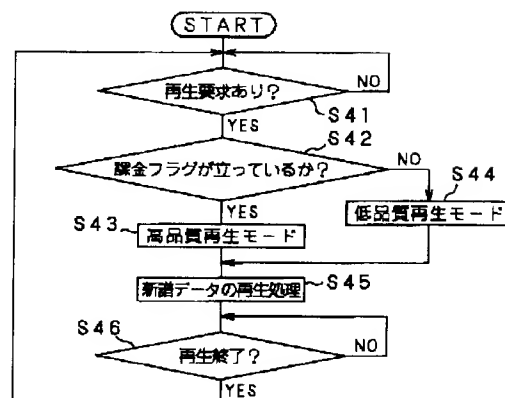 START
再生要求あり?
NO
S41
YES
S42
課金フラグが立っているか?
NO
S44
YES
S43
高品質再生モード
低品質再生モード
新譜データの再生処理
S45
S46
再生終了?
NO
YES